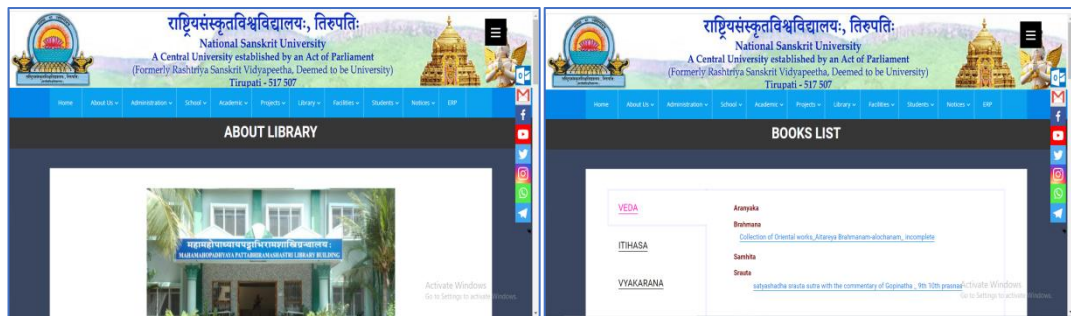 राष्ट्रियसंस्कृतविश्वविद्यालयः, तिरुपतिः
National Sanskrit University
A Central University established by an Act of Parliament
(Formerly Rashtriya Sanskrit Vidyapeetha, Deemed to be University)
Tirupati - 517 507
Home About Us Administration School Academic Projects Library Facilities Students Notices ERP
ABOUT LIBRARY
महामहोपाध्यायपट्टाभिरामशास्त्रिग्रन्थालयः
MAHAMAHOPADHYAYA PATTABHIRAMASHASTRI LIBRARY BUILDING
Activate Windows
Go to Settings to activate Windows.
राष्ट्रियसंस्कृतविश्वविद्यालयः, तिरुपतिः
National Sanskrit University
A Central University established by an Act of Parliament
(Formerly Rashtriya Sanskrit Vidyapeetha, Deemed to be University)
Tirupati - 517 507
Home About Us Administration School Academic Projects Library Facilities Students Notices ERP
BOOKS LIST
VEDA
ITIHASA
VYAKARANA
Aranyaka
Brahmana
Collection of Oriental works_Aitareya Brahmanam-alochanam_ incomplete
Samhita
Srauta
satyashadha srauta sutra with the commentary of Gopinatha _ 9th 10th prasnas
Activate Windows
Go to Settings to activate Windows.